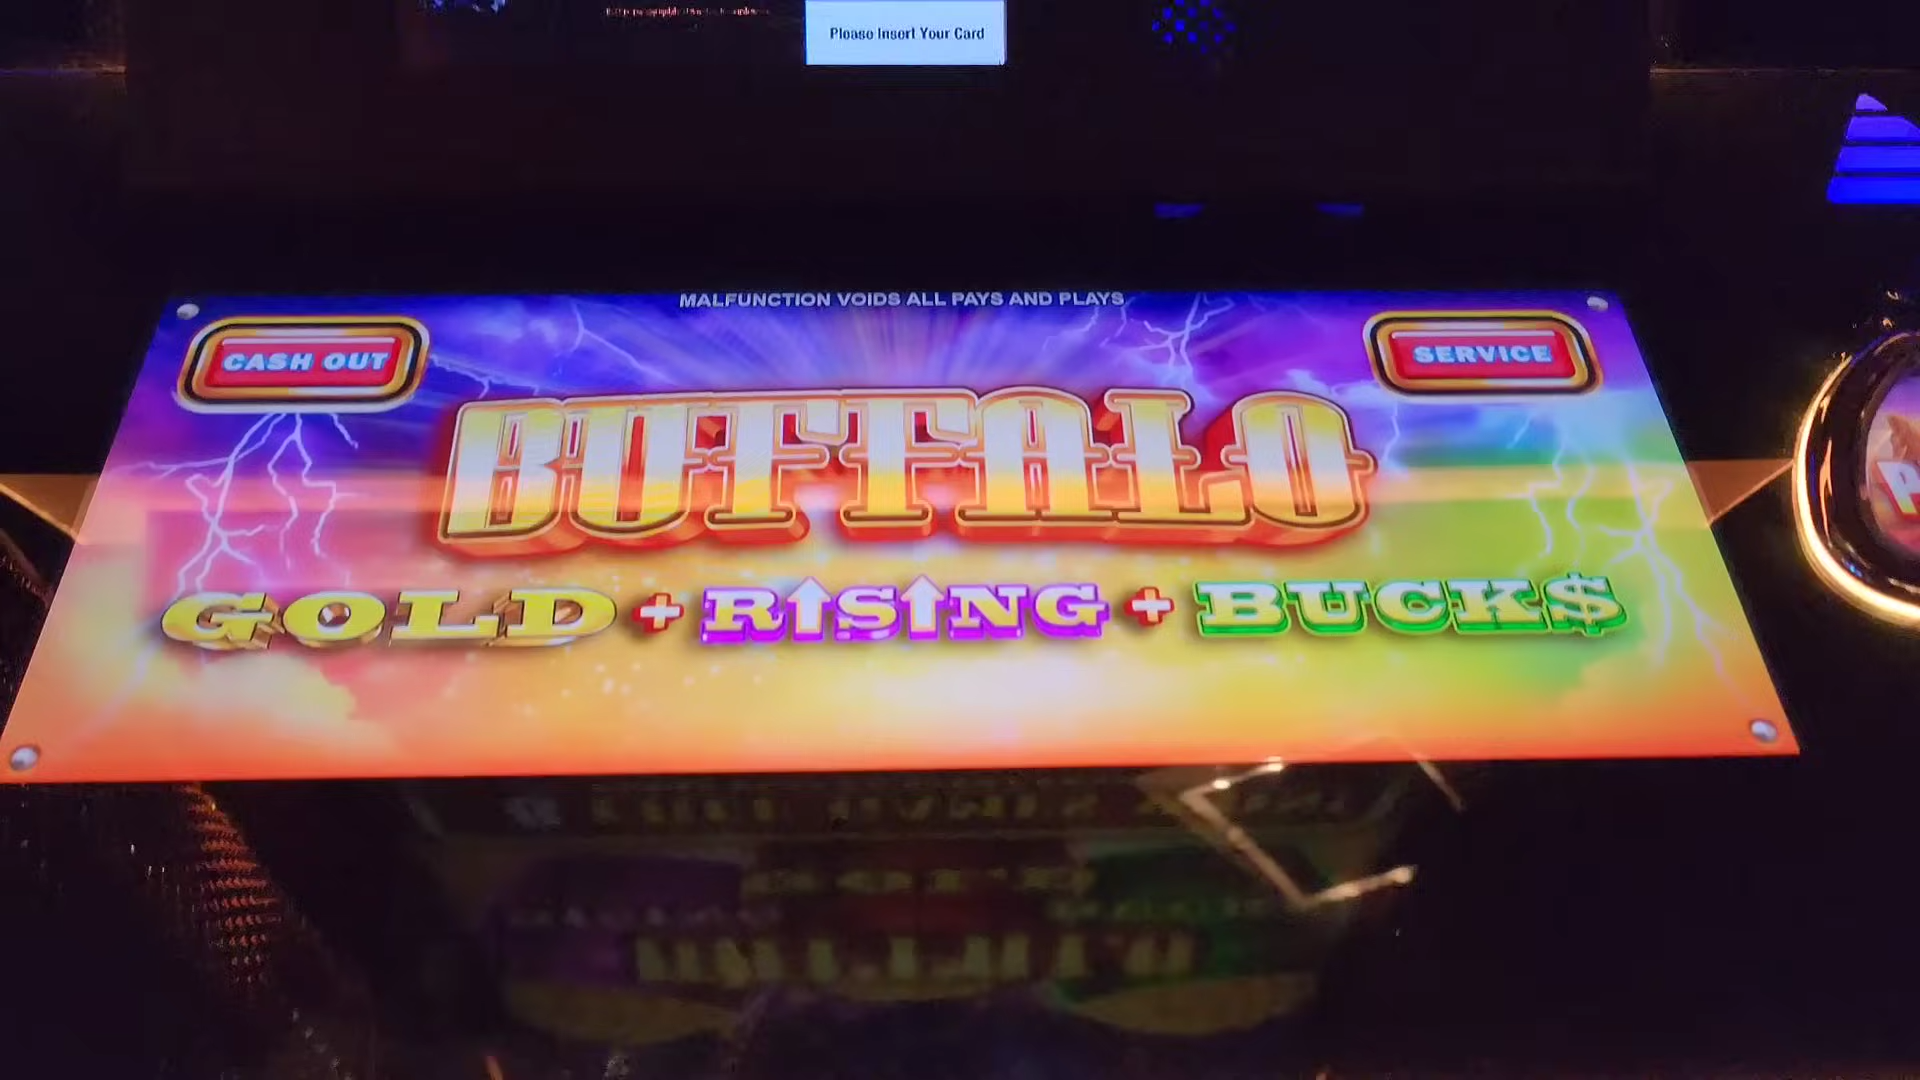 Please Insert Your Card
MALFUNCTION VOIDS ALL PAYS AND PLAYS
CASH OUT
SERVICE
BUFFALO
GOLD + RISING + BUCK$